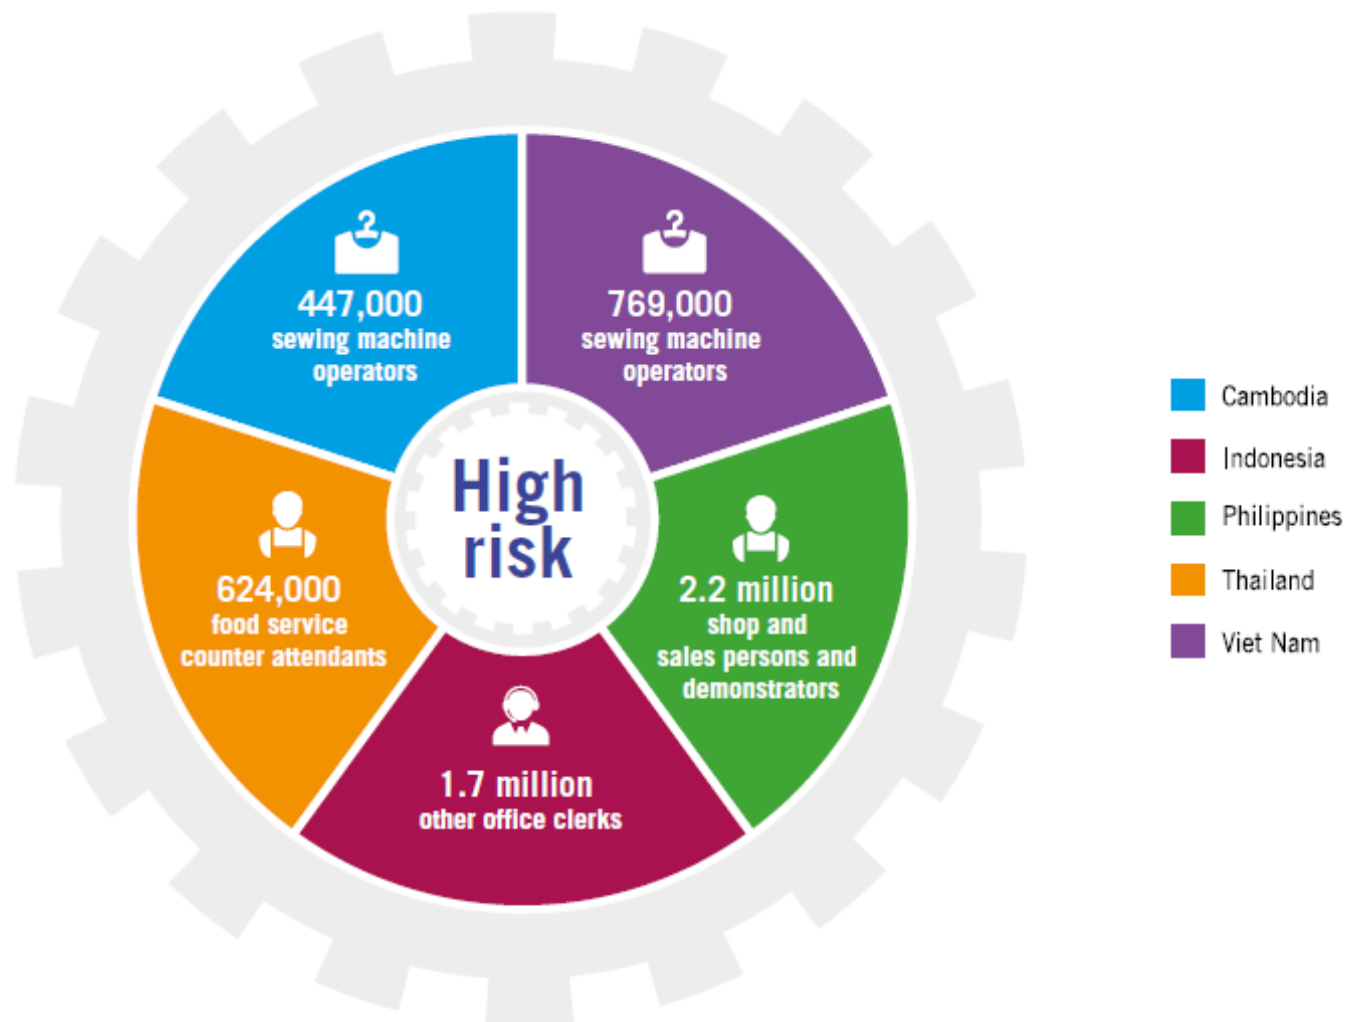 447,000
sewing machine
operators
769,000
sewing machine
operators
High
risk
624,000
food service
counter attendants
2.2 million
shop and
sales persons and
demonstrators
1.7 million
other office clerks
Cambodia
Indonesia
Philippines
Thailand
Viet Nam